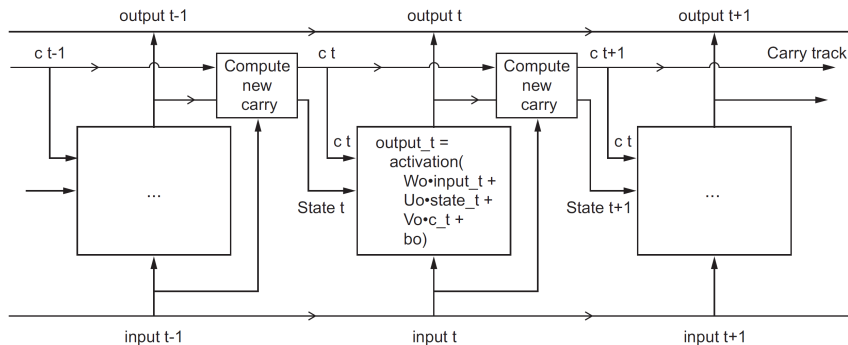 output t-1
output t
output t+1
c t-1
c t
c t+1
Carry track
Compute
new
carry
Compute
new
carry
c t
c t
output_t =
activation(
Wo•input_t +
Uo•state_t +
Vo•c_t +
bo)
...
...
State t
State t+1
input t-1
input t
input t+1